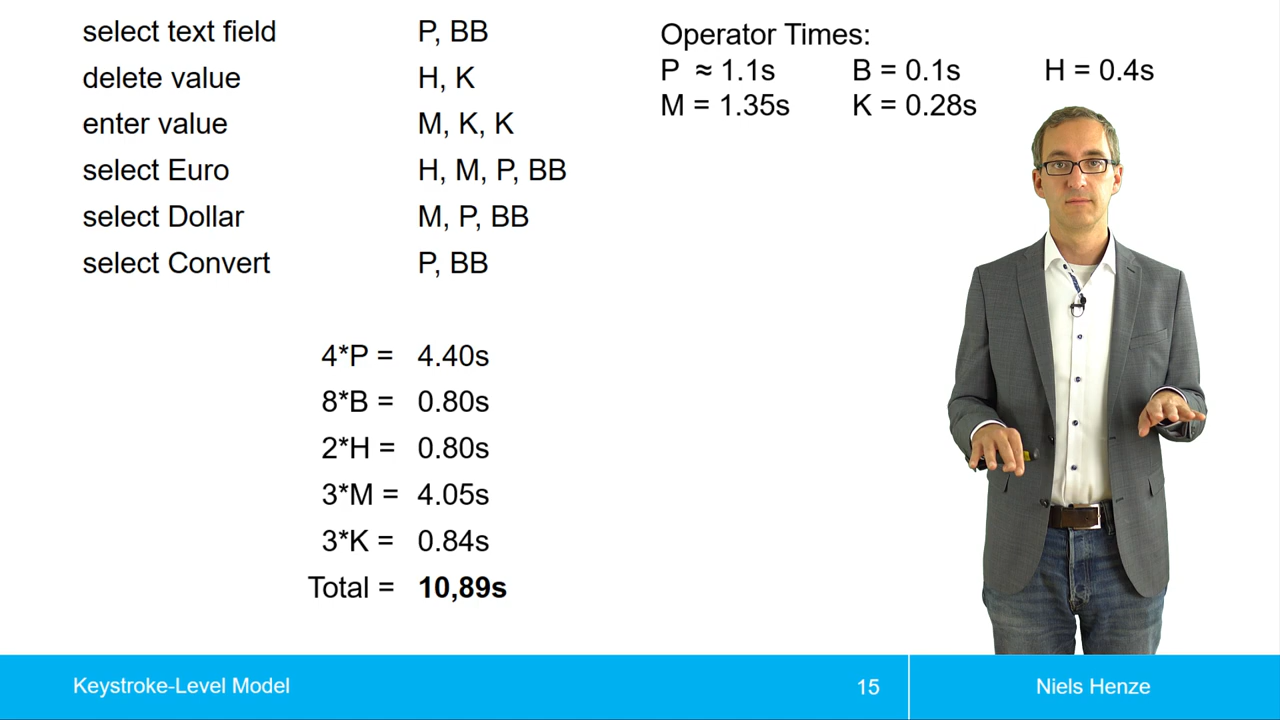 select text field P, BB
delete value H, K
enter value M, K, K
select Euro H, M, P, BB
select Dollar M, P, BB
select Convert P, BB
4*P = 4.40s
8*B = 0.80s
2*H = 0.80s
3*M = 4.05s
3*K = 0.84s
Total = 10,89s
Operator Times:
P ≈ 1.1s B = 0.1s H = 0.4s
M = 1.35s K = 0.28s
Keystroke-Level Model 15 Niels Henze